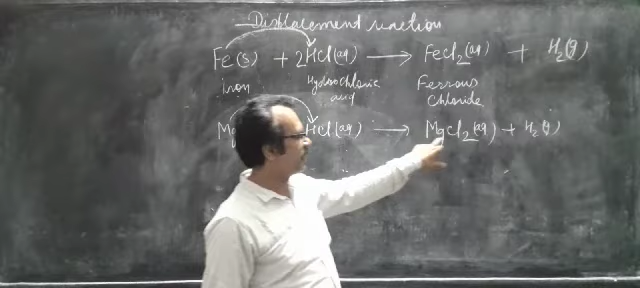 Displacement reaction
Fe(s) + 2HCl(aq) → FeCl2(aq) + H2(g)
iron Hydrochloric acid Ferrous Chloride
Mg HCl(aq) → MgCl2(aq) + H2(g)